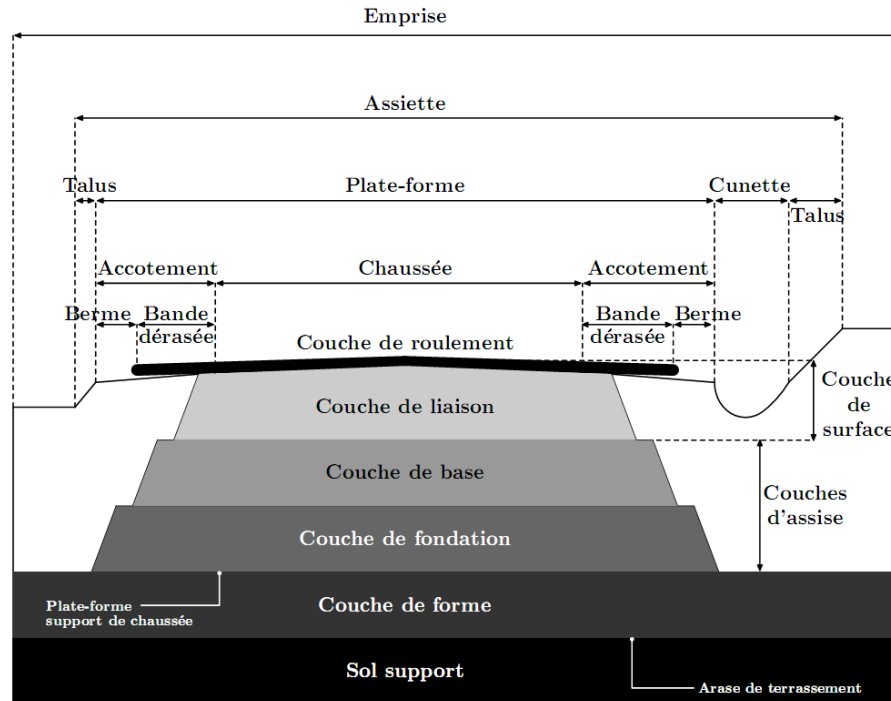 Emprise
Assiette
Talus
Plate-forme
Cunette
Talus
Accotement
Chaussée
Accotement
Berme
Bande
dérasée
Bande
dérasée
Berme
Couche de roulement
Couche
de
surface
Couche de liaison
Couche de base
Couches
d'assise
Couche de fondation
Plate-forme
support de chaussée
Couche de forme
Sol support
Arase de terrassement